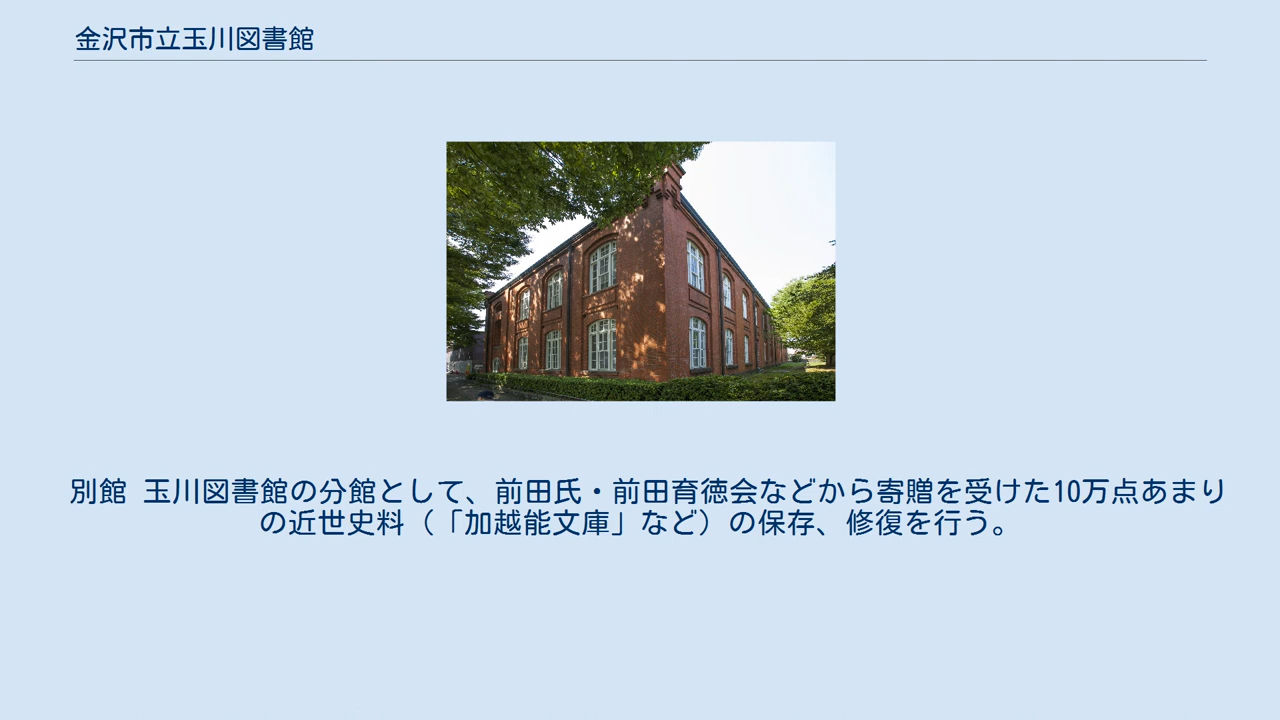 金沢市立玉川図書館
別館 玉川図書館の分館として、前田氏・前田育徳会などから寄贈を受けた10万点あまり
の近世史料（「加越能文庫」など）の保存、修復を行う。